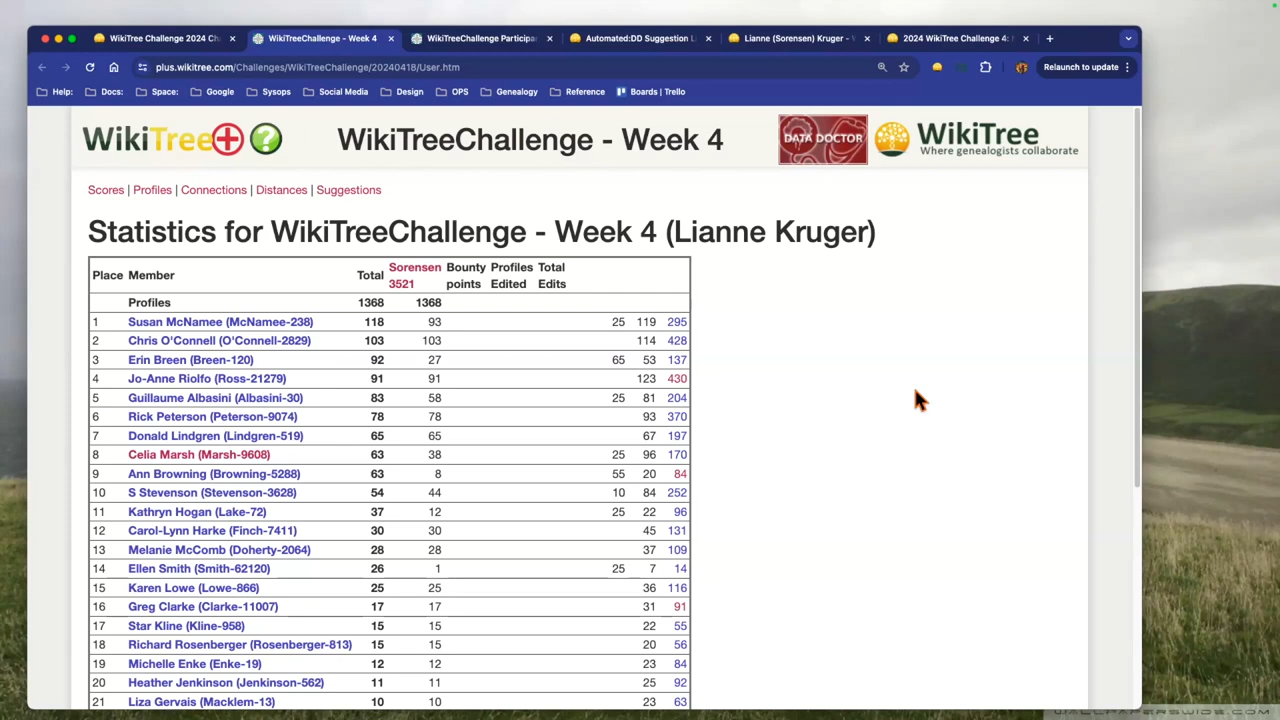 WikiTree Challenge 2024 Ch
WikiTreeChallenge - Week 4
WikiTreeChallenge Participa
Automated:DD Suggestion L
Lianne (Sorensen) Kruger - 
2024 WikiTree Challenge 4:
plus.wikitree.com/Challenges/WikiTreeChallenge/20240418/User.htm
Relaunch to update
Help: Docs: Space: Google Sysops Social Media Design OPS Genealogy Reference Boards | Trello
WikiTree+ ? WikiTreeChallenge - Week 4 DATA DOCTOR WikiTree
Where genealogists collaborate
Scores | Profiles | Connections | Distances | Suggestions
Statistics for WikiTreeChallenge - Week 4 (Lianne Kruger)
Place Member Total Sorensen 3521 Bounty points Profiles Edited Total Edits
Profiles 1368 1368
1 Susan McNamee (McNamee-238) 118 93 25 119 295
2 Chris O'Connell (O'Connell-2829) 103 103 114 428
3 Erin Breen (Breen-120) 92 27 65 53 137
4 Jo-Anne Riolfo (Ross-21279) 91 91 123 430
5 Guillaume Albasini (Albasini-30) 83 58 25 81 204
6 Rick Peterson (Peterson-9074) 78 78 93 370
7 Donald Lindgren (Lindgren-519) 65 65 67 197
8 Celia Marsh (Marsh-9608) 63 38 25 96 170
9 Ann Browning (Browning-5288) 63 8 55 20 84
10 S Stevenson (Stevenson-3628) 54 44 10 84 252
11 Kathryn Hogan (Lake-72) 37 12 25 22 96
12 Carol-Lynn Harke (Finch-7411) 30 30 45 131
13 Melanie McComb (Doherty-2064) 28 28 37 109
14 Ellen Smith (Smith-62120) 26 1 25 7 14
15 Karen Lowe (Lowe-866) 25 25 36 116
16 Greg Clarke (Clarke-11007) 17 17 31 91
17 Star Kline (Kline-958) 15 15 22 55
18 Richard Rosenberger (Rosenberger-813) 15 15 20 56
19 Michelle Enke (Enke-19) 12 12 23 84
20 Heather Jenkinson (Jenkinson-562) 11 11 25 92
21 Liza Gervais (Macklem-13) 10 10 23 63